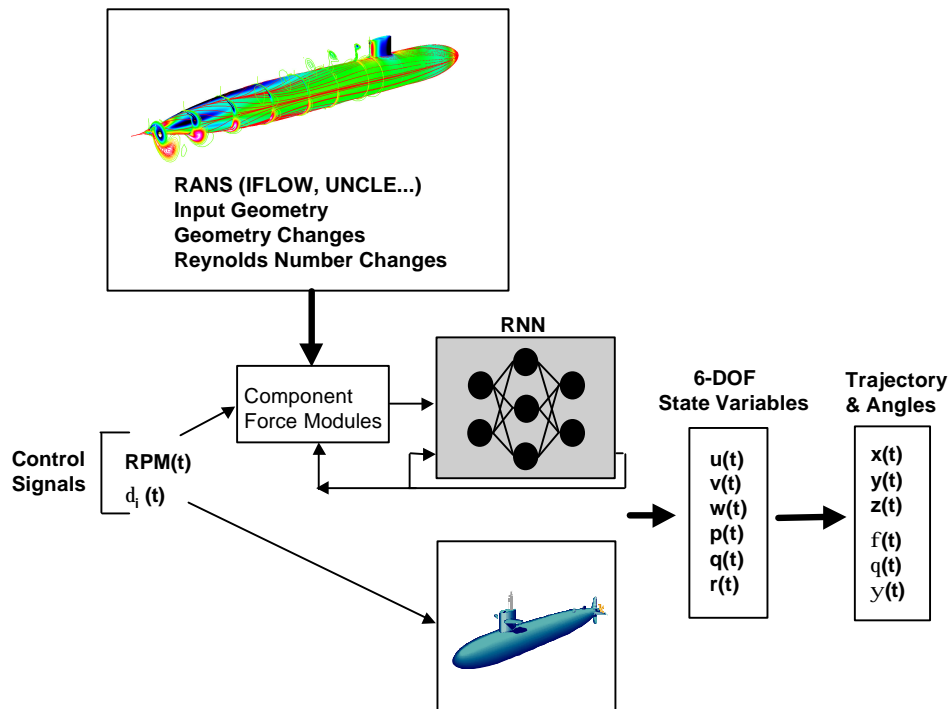 RANS (IFLOW, UNCLE...)
Input Geometry
Geometry Changes
Reynolds Number Changes
RNN
Component
Force Modules
Control
Signals
RPM(t)
dᵢ (t)
6-DOF
State Variables
u(t)
v(t)
w(t)
p(t)
q(t)
r(t)
Trajectory
& Angles
x(t)
y(t)
z(t)
f(t)
q(t)
y(t)